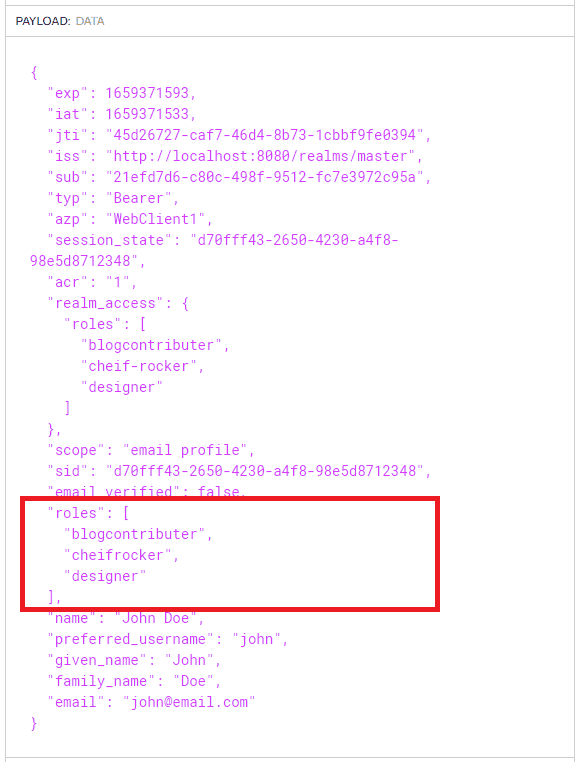 PAYLOAD: DATA
{
"exp": 1659371593,
"iat": 1659371533,
"jti": "45d26727-caf7-46d4-8b73-1cbbf9fe0394",
"iss": "http://localhost:8080/realms/master",
"sub": "21efd7d6-c80c-498f-9512-fc7e3972c95a",
"typ": "Bearer",
"azp": "WebClient1",
"session_state": "d70fff43-2650-4230-a4f8-
98e5d8712348",
"acr": "1",
"realm_access": {
"roles": [
"blogcontributer",
"cheif-rocker",
"designer"
]
},
"scope": "email profile",
"sid": "d70fff43-2650-4230-a4f8-98e5d8712348",
"email_verified": false,
"roles": [
"blogcontributer",
"cheifrocker",
"designer"
],
"name": "John Doe",
"preferred_username": "john",
"given_name": "John",
"family_name": "Doe",
"email": "john@email.com"
}